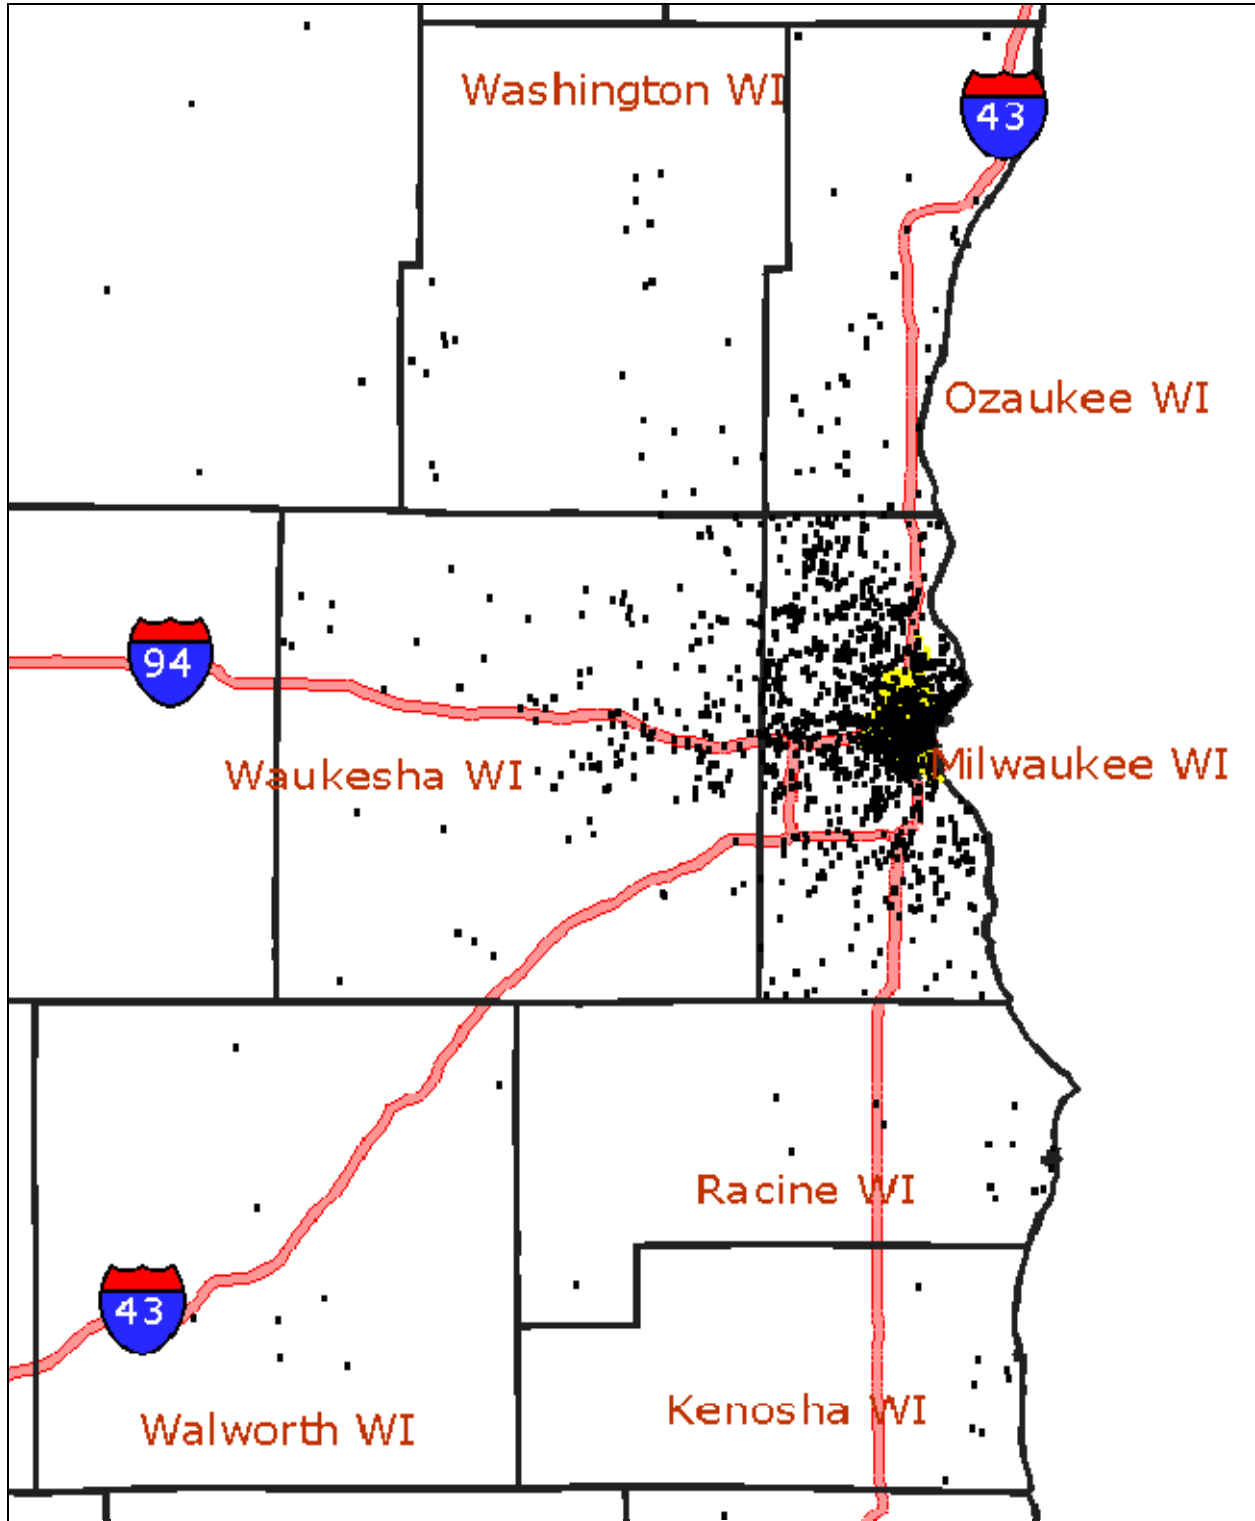 Washington WI
43
Ozaukee WI
94
Waukesha WI
Milwaukee WI
Racine WI
43
Kenosha WI
Walworth WI